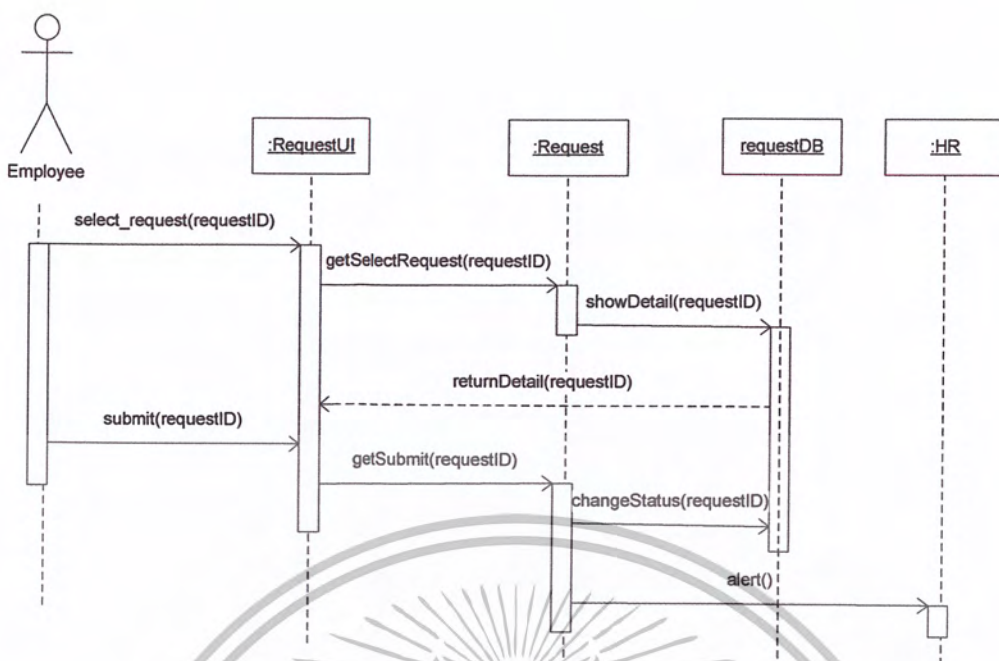 Employee
:RequestUI
:Request
requestDB
:HR
select_request(requestID)
getSelectRequest(requestID)
showDetail(requestID)
returnDetail(requestID)
submit(requestID)
getSubmit(requestID)
changeStatus(requestID)
alert()